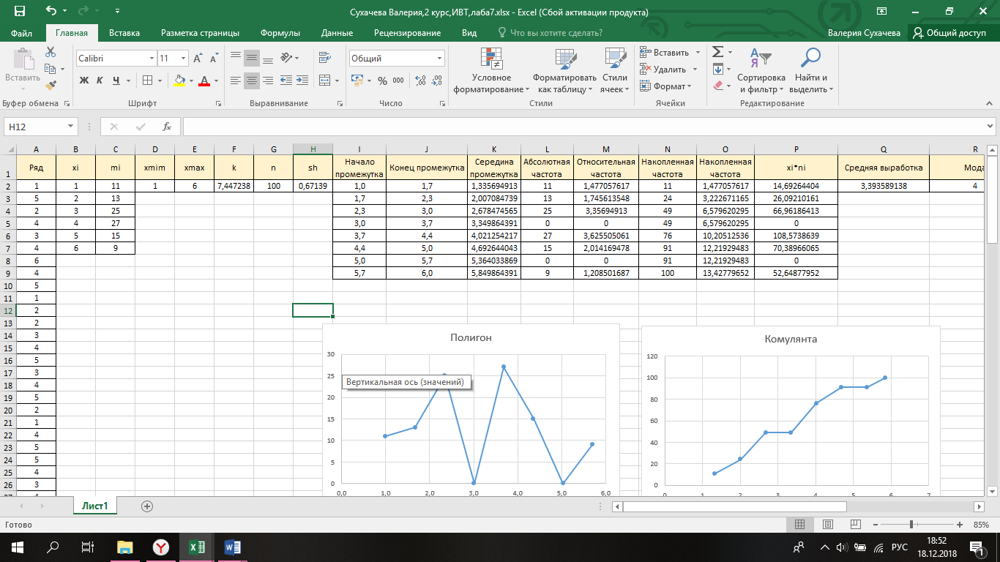 Сухачева Валерия,2 курс,ИВТ,лаба7.xlsx - Excel (Сбой активации продукта)
Файл Главная Вставка Разметка страницы Формулы Данные Рецензирование Вид Что вы хотите сделать? Валерия Сухачева Общий доступ
Вставить
Calibri 11
Ж К Ч
Общий
% 000
Условное форматирование
Форматировать как таблицу
Стили ячеек
Вставить
Удалить
Формат
Сортировка и фильтр
Найти и выделить
Буфер обмена Шрифт Выравнивание Число Стили Ячейки Редактирование
H12 fx
A B C D E F G H I J K L M N O P Q R
1 Ряд xi mi xmim xmax k n sh Начало промежутка Конец промежутка Середина промежутка Абсолютная частота Относительная частота Накопленная частота Накопленная частота xi*ni Средняя выработка Мода
2 1 1 11 1,0 6 7,447238 100 0,67139 1,0 1,7 1,335694913 11 1,477057617 11 1,477057617 14,69264404 3,393589138 4
3 5 2 13 1,7 2,3 2,007084739 13 1,745613548 24 3,222671165 26,09210161
4 2 3 25 2,3 3,0 2,678474565 25 3,35694913 49 6,579620295 66,96186413
5 4 4 27 3,0 3,7 3,349864391 0 0 49 6,579620295 0
6 3 5 15 3,7 4,4 4,021254217 27 3,625505061 76 10,20512536 108,5738639
7 4 6 9 4,4 5,0 4,692644043 15 2,014169478 91 12,21929483 70,38966065
8 6 5,0 5,7 5,364033869 0 0 91 12,21929483 0
9 4 5,7 6,0 5,849864391 9 1,208501687 100 13,42779652 52,64877952
10 5
11 1
12 2
13 2
14 3
15 4
16 5
17 3
18 4
19 5
20 2
21 1
22 4
23 5
24 5
25 4
26 3
Полигон
30
25
Вертикальная ось (значений)
20
15
10
5
0
0,0 1,0 2,0 3,0 4,0 5,0 6,0
Комулянта
120
100
80
60
40
20
0
0 1 2 3 4 5 6 7
Лист1
Готово
85%
РУС
18:52
18.12.2018
1